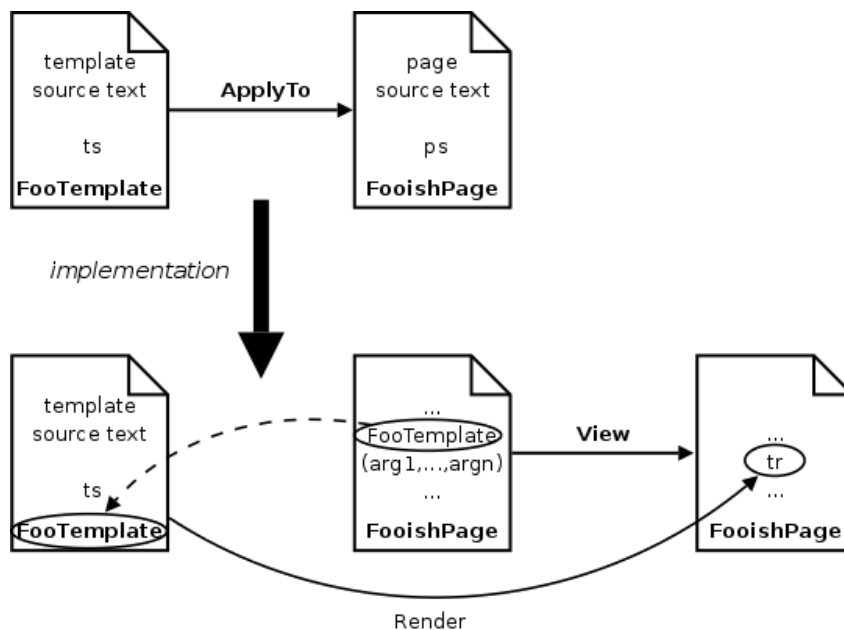 template
source text
ts
FooTemplate
ApplyTo
page
source text
ps
FooishPage
implementation
template
source text
ts
FooTemplate
...
FooTemplate
(arg1,...,argn)
...
FooishPage
View
...
tr
...
FooishPage
Render